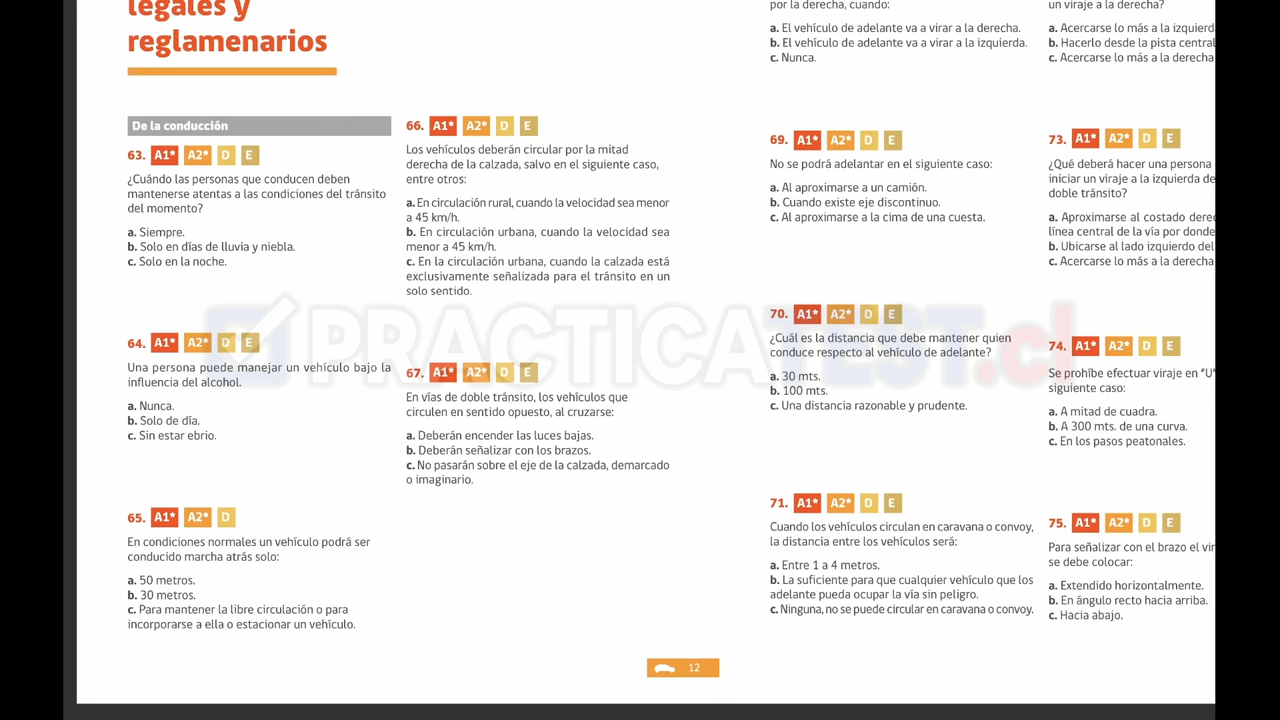 legales y
reglamenarios
De la conducción
63. A1* A2* D E
¿Cuándo las personas que conducen deben
mantenerse atentas a las condiciones del tránsito
del momento?
a. Siempre.
b. Solo en días de lluvia y niebla.
c. Solo en la noche.
64. A1* A2* D E
Una persona puede manejar un vehículo bajo la
influencia del alcohol.
a. Nunca.
b. Solo de día.
c. Sin estar ebrio.
65. A1* A2* D
En condiciones normales un vehículo podrá ser
conducido marcha atrás solo:
a. 50 metros.
b. 30 metros.
c. Para mantener la libre circulación o para
incorporarse a ella o estacionar un vehículo.
66. A1* A2* D E
Los vehículos deberán circular por la mitad
derecha de la calzada, salvo en el siguiente caso,
entre otros:
a. En circulación rural, cuando la velocidad sea menor
a 45 km/h.
b. En circulación urbana, cuando la velocidad sea
menor a 45 km/h.
c. En la circulación urbana, cuando la calzada está
exclusivamente señalizada para el tránsito en un
solo sentido.
67. A1* A2* D E
En vías de doble tránsito, los vehículos que
circulen en sentido opuesto, al cruzarse:
a. Deberán encender las luces bajas.
b. Deberán señalizar con los brazos.
c. No pasarán sobre el eje de la calzada, demarcado
o imaginario.
por la derecha, cuando:
a. El vehículo de adelante va a virar a la derecha.
b. El vehículo de adelante va a virar a la izquierda.
c. Nunca.
69. A1* A2* D E
No se podrá adelantar en el siguiente caso:
a. Al aproximarse a un camión.
b. Cuando existe eje discontinuo.
c. Al aproximarse a la cima de una cuesta.
70. A1* A2* D E
¿Cuál es la distancia que debe mantener quien
conduce respecto al vehículo de adelante?
a. 30 mts.
b. 100 mts.
c. Una distancia razonable y prudente.
71. A1* A2* D E
Cuando los vehículos circulan en caravana o convoy,
la distancia entre los vehículos será:
a. Entre 1 a 4 metros.
b. La suficiente para que cualquier vehículo que los
adelante pueda ocupar la vía sin peligro.
c. Ninguna, no se puede circular en caravana o convoy.
un viraje a la derecha?
a. Acercarse lo más a la izquierd
b. Hacerlo desde la pista central
c. Acercarse lo más a la derecha
73. A1* A2* D E
¿Qué deberá hacer una persona
iniciar un viraje a la izquierda de
doble tránsito?
a. Aproximarse al costado derec
línea central de la vía por donde
b. Ubicarse al lado izquierdo del
c. Acercarse lo más a la derecha
74. A1* A2* D E
Se prohíbe efectuar viraje en "U"
siguiente caso:
a. A mitad de cuadra.
b. A 300 mts. de una curva.
c. En los pasos peatonales.
75. A1* A2* D E
Para señalizar con el brazo el vir
se debe colocar:
a. Extendido horizontalmente.
b. En ángulo recto hacia arriba.
c. Hacia abajo.
PRACTICATEST.cl
12